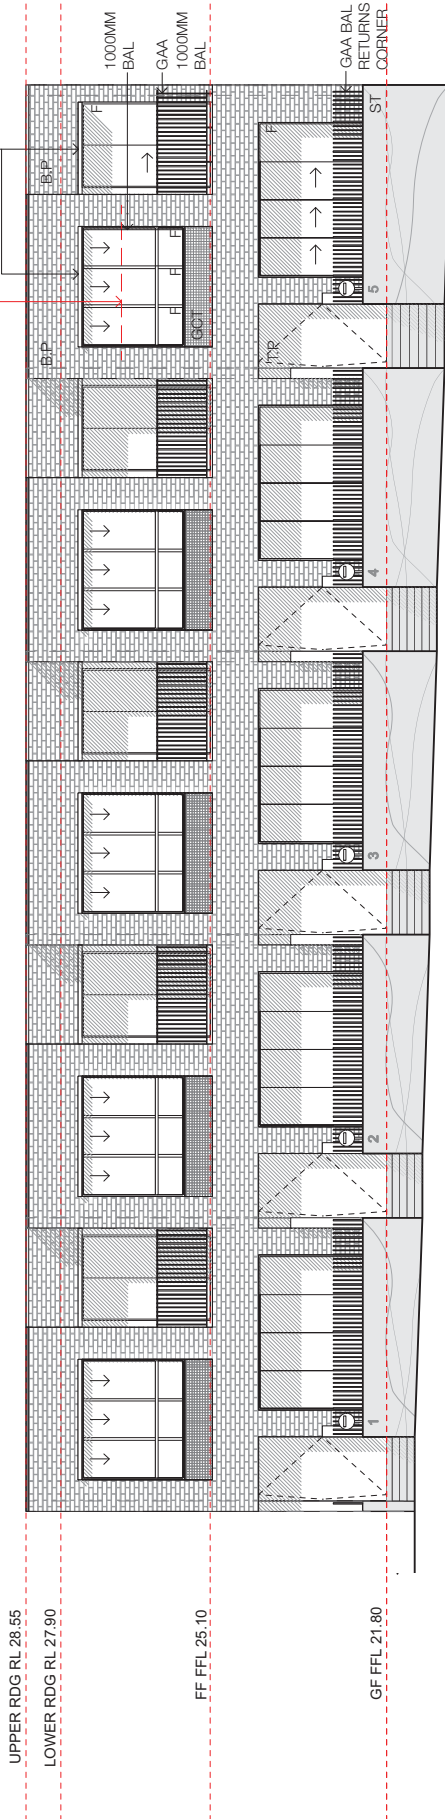 UPPER RDG RL 28.55
LOWER RDG RL 27.90
FF FFL 25.10
GF FFL 21.80
B.P
B.P
F
1000MM
BAL
GAA
1000MM
BAL
F
F
F
GCT
T.R
F
GAA BAL
RETURNS
CORNER
ST
1
2
3
4
5